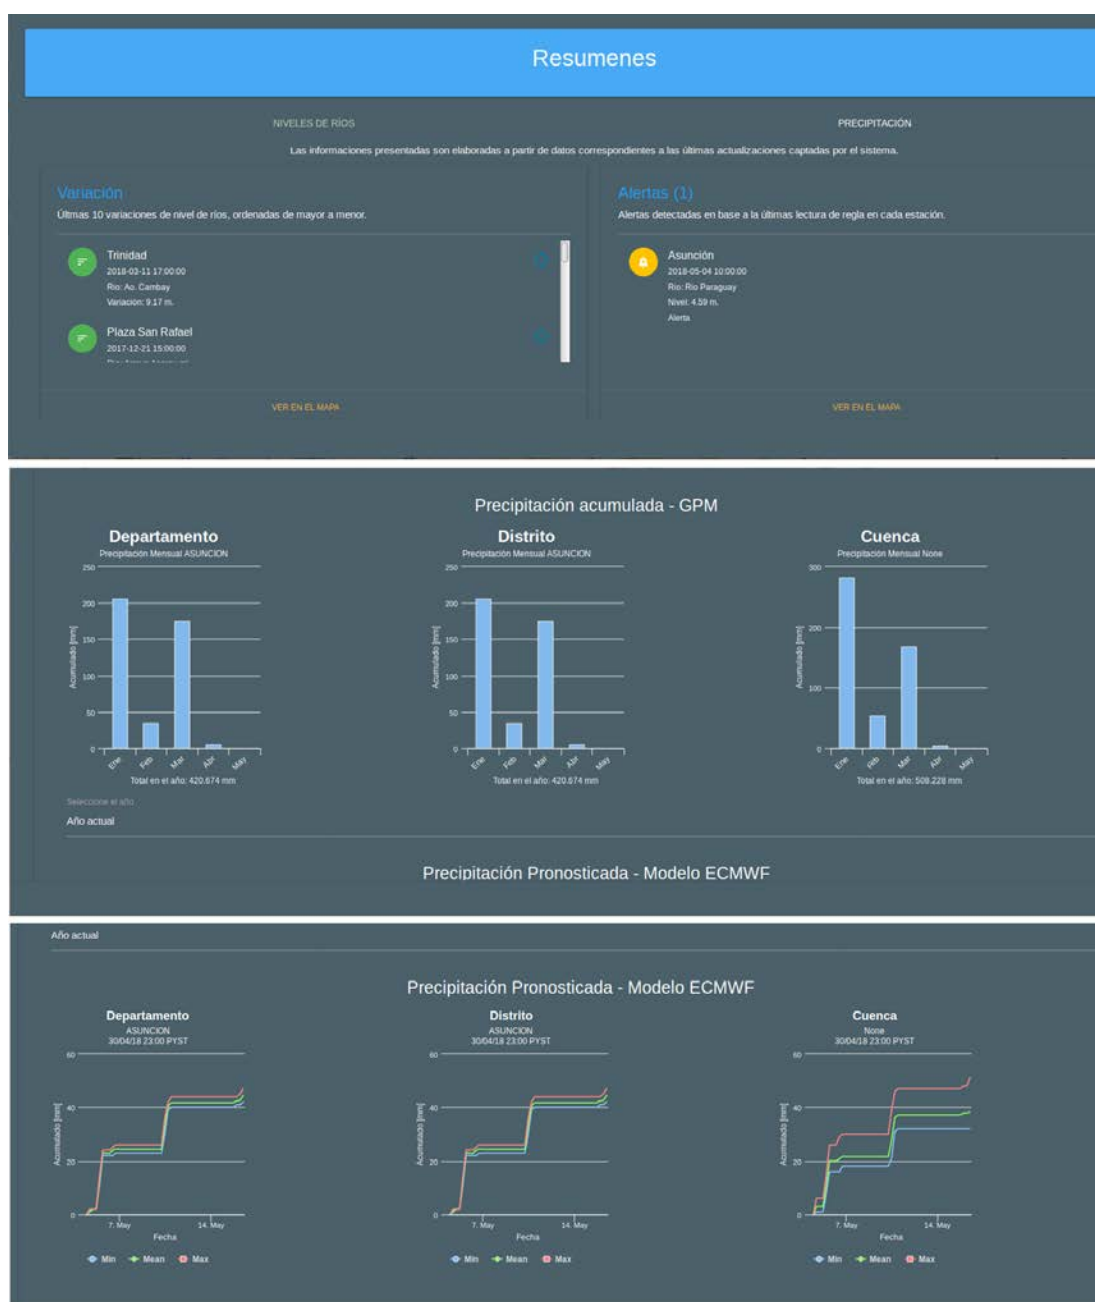 Resumenes
NIVELES DE RÍOS
PRECIPITACIÓN
Las informaciones presentadas son elaboradas a partir de datos correspondientes a las últimas actualizaciones captadas por el sistema.
Variación
Últmas 10 variaciones de nivel de ríos, ordenadas de mayor a menor.
Trinidad
2018-03-11 17:00:00
Rio: Ao. Cambay
Variación: 9.17 m.
Plaza San Rafael
2017-12-21 15:00:00
VER EN EL MAPA
Alertas (1)
Alertas detectadas en base a la últimas lectura de regla en cada estación.
Asunción
2018-05-04 10:00:00
Rio: Rio Paraguay
Nivel: 4.59 m.
Alerta
VER EN EL MAPA
Precipitación acumulada - GPM
Departamento
Precipitación Mensual ASUNCION
250
200
150
100
50
0
Acumulado [mm]
Ene Feb Mar Abr May
Total en el año: 420.674 mm
Distrito
Precipitación Mensual ASUNCION
250
200
150
100
50
0
Acumulado [mm]
Ene Feb Mar Abr May
Total en el año: 420.674 mm
Cuenca
Precipitación Mensual None
300
200
100
0
Acumulado [mm]
Ene Feb Mar Abr May
Total en el año: 508.228 mm
Seleccione el año
Año actual
Precipitación Pronosticada - Modelo ECMWF
Año actual
Precipitación Pronosticada - Modelo ECMWF
Departamento
ASUNCION
30/04/18 23:00 PYST
60
40
20
0
Acumulado [mm]
7. May 14. May
Fecha
Min Mean Max
Distrito
ASUNCION
30/04/18 23:00 PYST
60
40
20
0
Acumulado [mm]
7. May 14. May
Fecha
Min Mean Max
Cuenca
None
30/04/18 23:00 PYST
60
40
20
0
Acumulado [mm]
7. May 14. May
Fecha
Min Mean Max